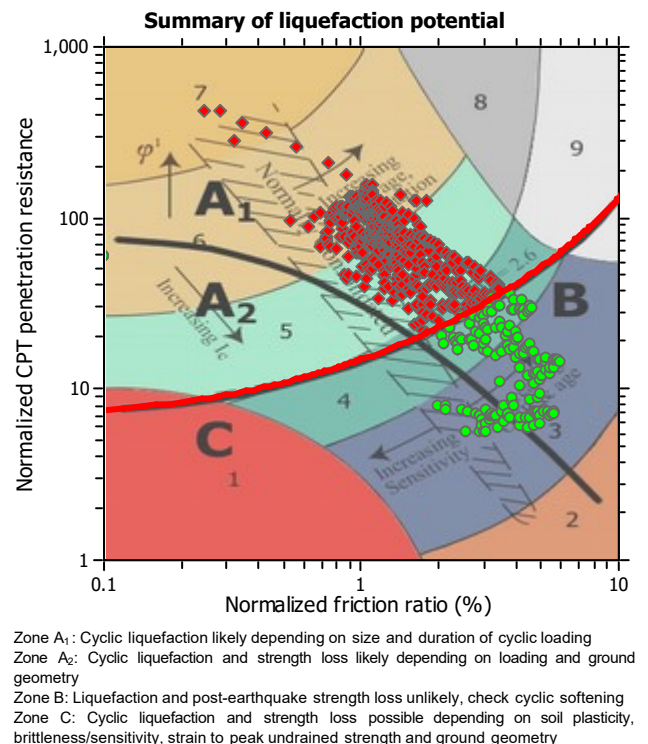 Summary of liquefaction potential
1,000
7
8
9
φ'
Increasing
A1
100
6
2.6
A2
B
Increasing Ic
5
10
4
age
3
C
Increasing
Sensitivity
1
2
1
0.1
1
10
Normalized CPT penetration resistance
Normalized friction ratio (%)
Zone A1: Cyclic liquefaction likely depending on size and duration of cyclic loading
Zone A2: Cyclic liquefaction and strength loss likely depending on loading and ground
geometry
Zone B: Liquefaction and post-earthquake strength loss unlikely, check cyclic softening
Zone C: Cyclic liquefaction and strength loss possible depending on soil plasticity,
brittleness/sensitivity, strain to peak undrained strength and ground geometry